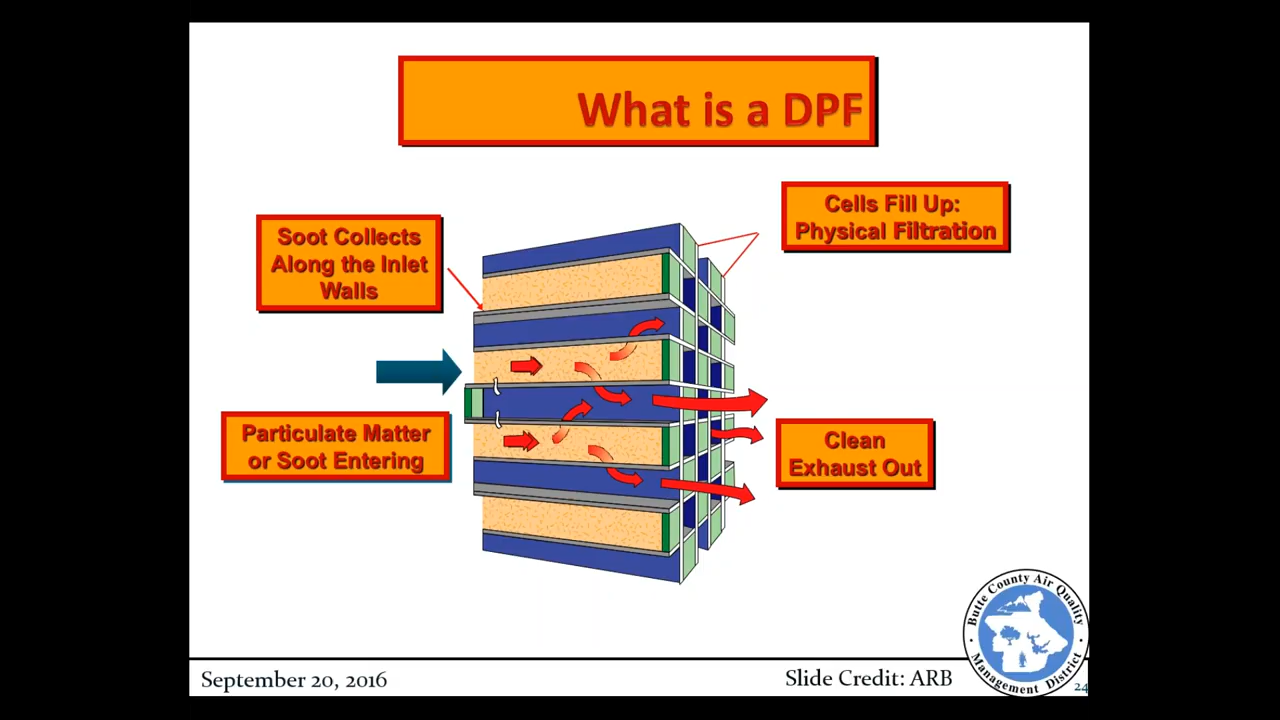 What is a DPF
Soot Collects
Along the Inlet
Walls
Cells Fill Up:
Physical Filtration
Particulate Matter
or Soot Entering
Clean
Exhaust Out
Butte County Air Quality
Management District
September 20, 2016
Slide Credit: ARB
24